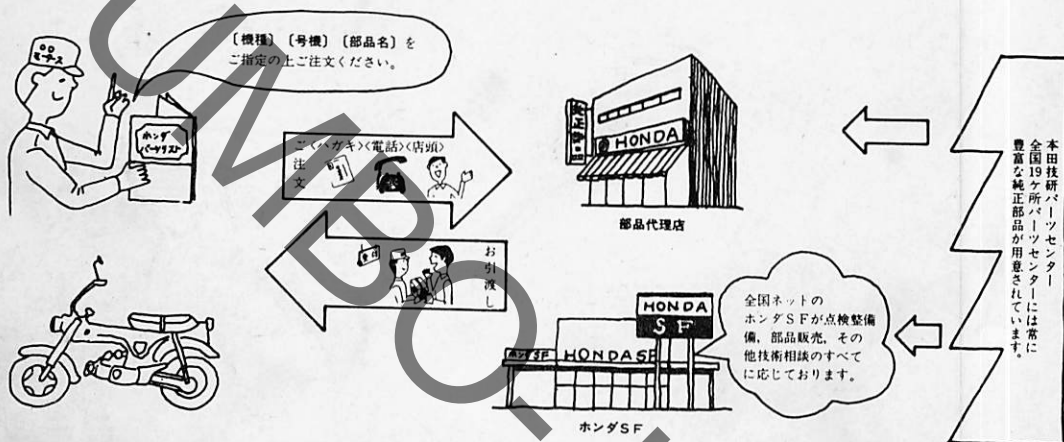 〔機種〕〔号機〕〔部品名〕を
ご指定の上ご注文ください。
ホンダ
パーツリスト
ご注文
〈ハガキ〉〈電話〉〈店頭〉
HONDA
部品代理店
お引渡し
全国ネットの
ホンダSFが点検整備
備、部品販売、その
他技術相談のすべて
に応じております。
HONDA
SF
ホンダSF
HONDASF
ホンダSF
本田技研パーツセンター
全国19ヶ所パーツセンターには常に
豊富な純正部品が用意されています。